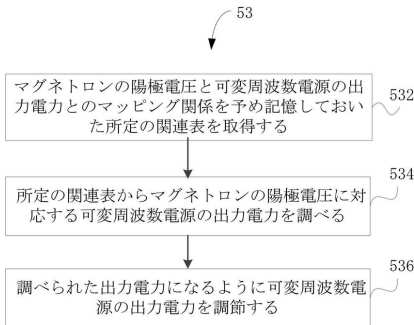 53
マグネトロンの陽極電圧と可変周波数電源の出
力電力とのマッピング関係を予め記憶しておい
た所定の関連表を取得する
532
所定の関連表からマグネトロンの陽極電圧に対
応する可変周波数電源の出力電力を調べる
534
調べられた出力電力になるように可変周波数電
源の出力電力を調節する
536